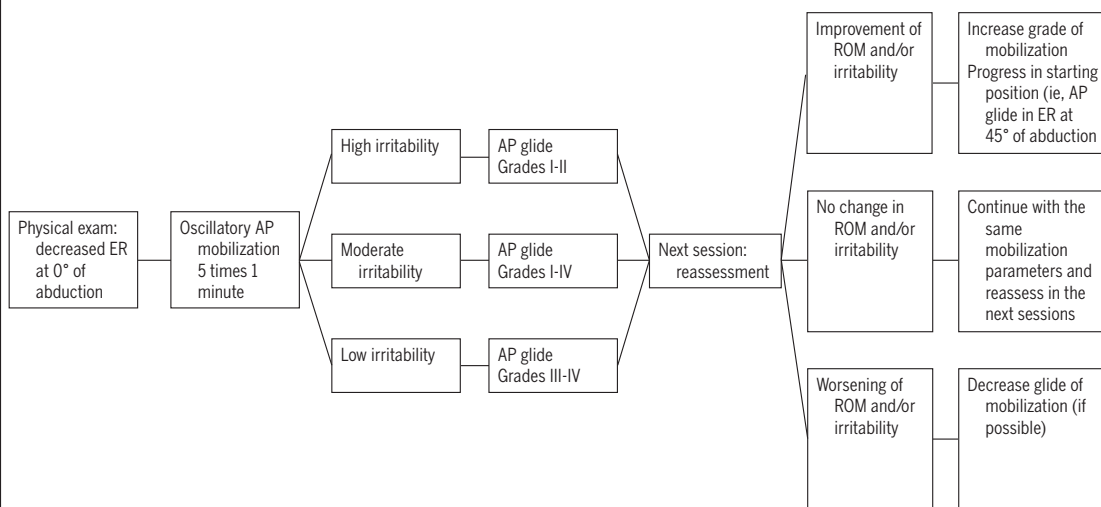 Physical exam:
decreased ER
at 0° of
abduction
Oscillatory AP
mobilization
5 times 1
minute
High irritability
AP glide
Grades I-II
Moderate
irritability
AP glide
Grades I-IV
Low irritability
AP glide
Grades III-IV
Next session:
reassessment
Improvement of
ROM and/or
irritability
Increase grade of
mobilization
Progress in starting
position (ie, AP
glide in ER at
45° of abduction
No change in
ROM and/or
irritability
Continue with the
same
mobilization
parameters and
reassess in the
next sessions
Worsening of
ROM and/or
irritability
Decrease glide of
mobilization (if
possible)